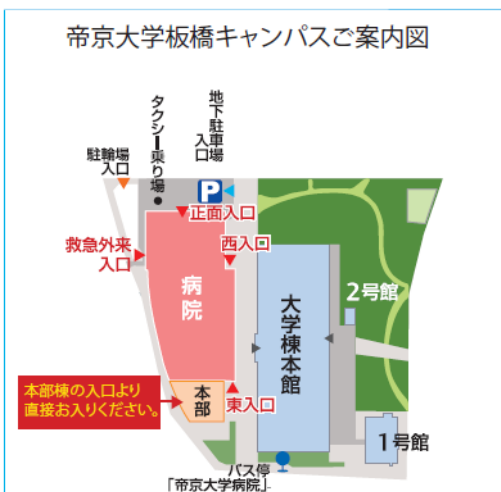 帝京大学板橋キャンパスご案内図
タクシー乗り場
地下駐車場
入口
駐輪場
入口
P
正面入口
救急外来
入口
西入口
病院
大学棟本館
2号館
本部棟の入口より
直接お入りください。
本部
東入口
1号館
バス停
「帝京大学病院」